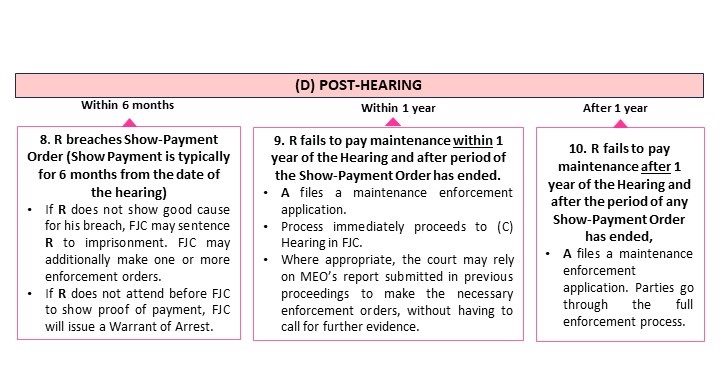 (D) POST-HEARING
Within 6 months
8. R breaches Show-Payment
Order (Show Payment is typically
for 6 months from the date of
the hearing)
• If R does not show good cause
for his breach, FJC may sentence
R to imprisonment. FJC may
additionally make one or more
enforcement orders.
• If R does not attend before FJC
to show proof of payment, FJC
will issue a Warrant of Arrest.
Within 1 year
9. R fails to pay maintenance within 1
year of the Hearing and after period of
the Show-Payment Order has ended.
• A files a maintenance enforcement
application.
• Process immediately proceeds to (C)
Hearing in FJC.
• Where appropriate, the court may rely
on MEO's report submitted in previous
proceedings to make the necessary
enforcement orders, without having to
call for further evidence.
After 1 year
10. R fails to pay
maintenance after 1
year of the Hearing and
after the period of any
Show-Payment Order
has ended,
• A files a maintenance
enforcement
application. Parties go
through the full
enforcement process.